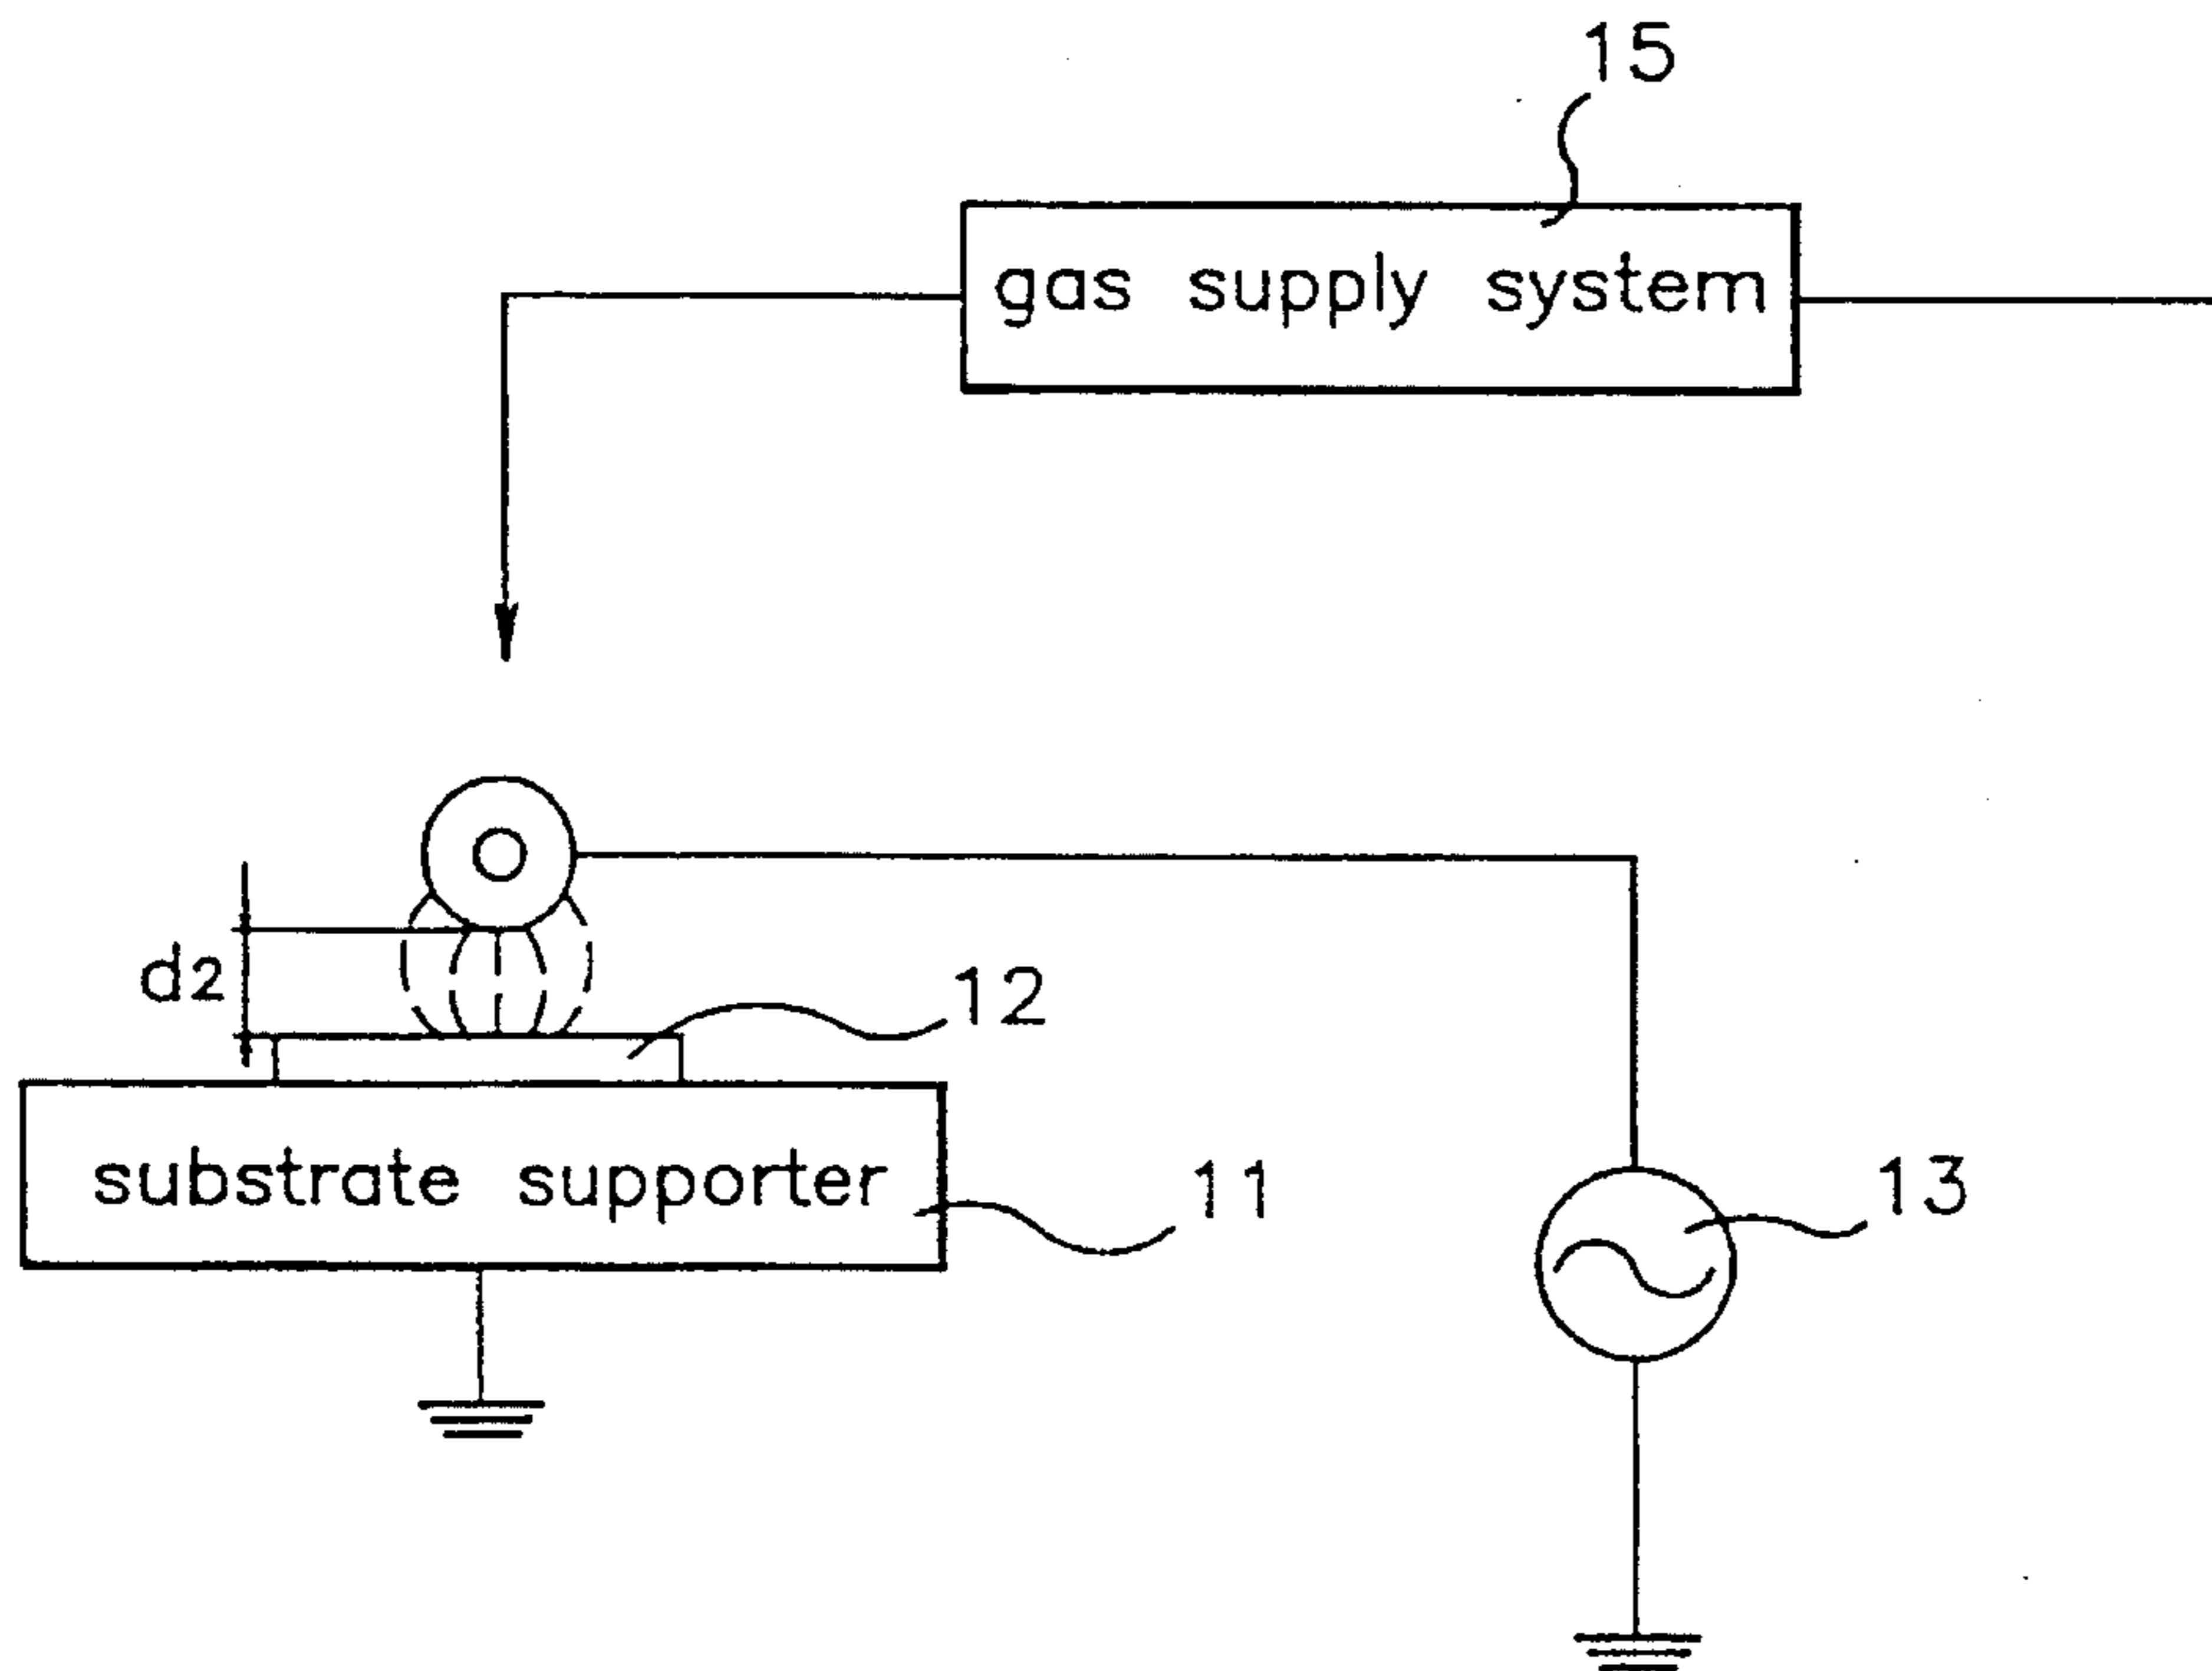 15
gas supply system
d2
12
substrate supporter
11
13